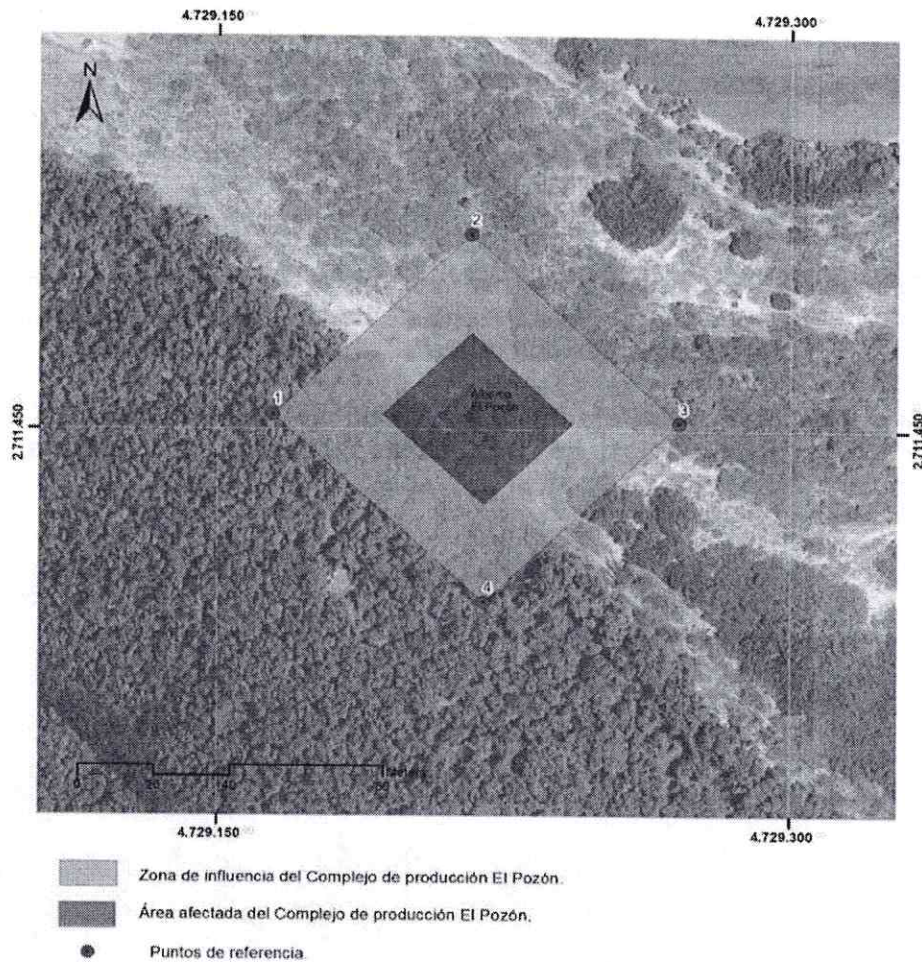 4.729.150 4.729.300
N
2
1
3
2.711.450 2.711.450
El Pozón
4
Meters
0 20 40 80
4.729.150 4.729.300
Zona de influencia del Complejo de producción El Pozón.
Área afectada del Complejo de producción El Pozón.
Puntos de referencia.